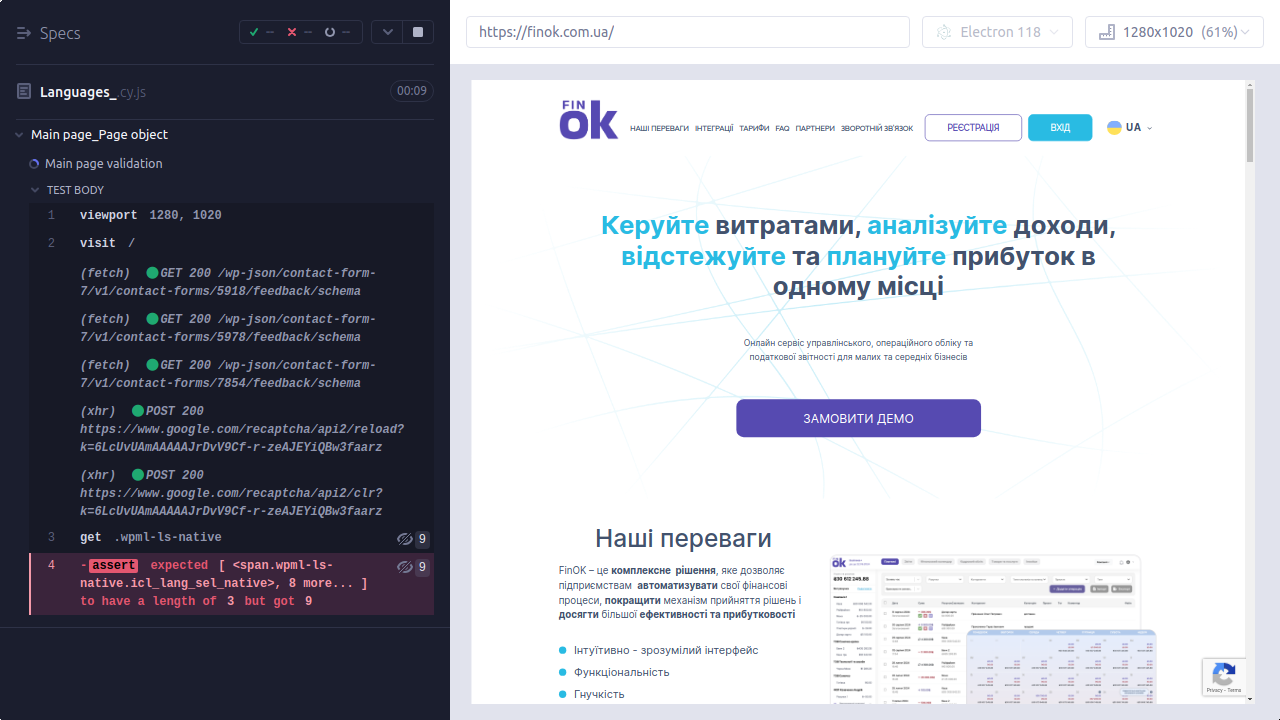 Specs
https://finok.com.ua/
Electron 118
1280x1020 (61%)
Languages_.cy.js
00:09
Main page_Page object
Main page validation
TEST BODY
1 viewport 1280, 1020
2 visit /
(fetch) GET 200 /wp-json/contact-form-
7/v1/contact-forms/5918/feedback/schema
(fetch) GET 200 /wp-json/contact-form-
7/v1/contact-forms/5978/feedback/schema
(fetch) GET 200 /wp-json/contact-form-
7/v1/contact-forms/7854/feedback/schema
(xhr) POST 200
https://www.google.com/recaptcha/api2/reload?
k=6LcUvUAmAAAAAJrDvV9Cf-r-zeAJEYiQBw3faarz
(xhr) POST 200
https://www.google.com/recaptcha/api2/clr?
k=6LcUvUAmAAAAAJrDvV9Cf-r-zeAJEYiQBw3faarz
3 get .wpml-ls-native 9
4 -assert expected [ <span.wpml-ls- 9
native.icl_lang_sel_native>, 8 more... ]
to have a length of 3 but got 9
FIN
ok
НАШІ ПЕРЕВАГИ ІНТЕГРАЦІЇ ТАРИФИ FAQ ПАРТНЕРИ ЗВОРОТНІЙ ЗВ'ЯЗОК
РЕЄСТРАЦІЯ
ВХІД
UA
Керуйте витратами, аналізуйте доходи,
відстежуйте та плануйте прибуток в
одному місці
Онлайн сервіс управлінського, операційного обліку та
податкової звітності для малих та середніх бізнесів
ЗАМОВИТИ ДЕМО
Наші переваги
FinOK – це комплексне рішення, яке дозволяє
підприємствам автоматизувати свої фінансові
процеси, покращити механізм прийняття рішень і
досягти більшої ефективності та прибутковості
Інтуїтивно - зрозумілий інтерфейс
Функціональність
Гнучкість
FIN
ok
830 612 245.88
Privacy - Terms